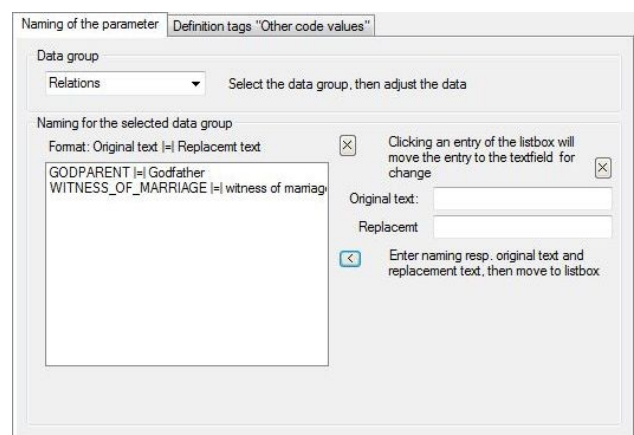 Naming of the parameter
Definition tags "Other code values"
Data group
Relations
Select the data group, then adjust the data
Naming for the selected data group
Format: Original text |=| Replacemt text
GODPARENT |=| Godfather
WITNESS_OF_MARRIAGE |=| witness of marriage
Clicking an entry of the listbox will
move the entry to the textfield for
change
Original text:
Replacemt
<
Enter naming resp. original text and
replacement text, then move to listbox